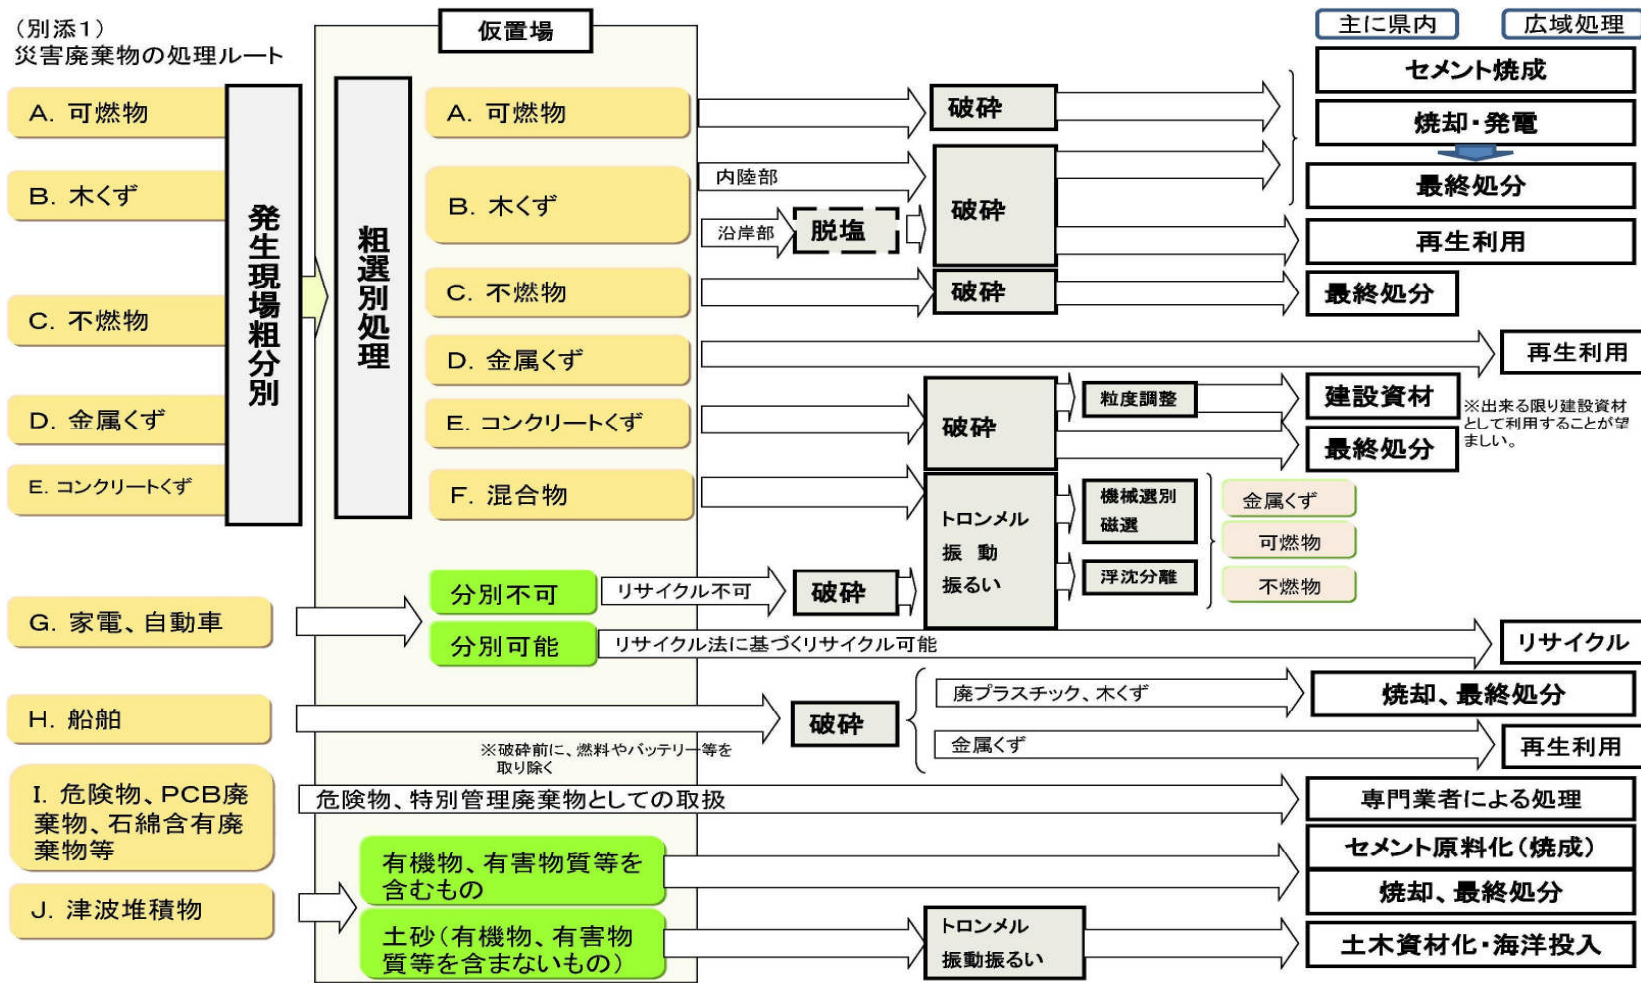 （別添１）
災害廃棄物の処理ルート
仮置場
主に県内
広域処理
A. 可燃物
B. 木くず
C. 不燃物
D. 金属くず
E. コンクリートくず
発生現場粗分別
粗選別処理
A. 可燃物
B. 木くず
C. 不燃物
D. 金属くず
E. コンクリートくず
F. 混合物
内陸部
沿岸部
脱塩
破砕
破砕
破砕
破砕
粒度調整
トロンメル
振 動
振るい
機械選別
磁選
浮沈分離
金属くず
可燃物
不燃物
セメント焼成
焼却・発電
最終処分
再生利用
最終処分
再生利用
建設資材
※出来る限り建設資材
として利用することが望
ましい。
最終処分
G. 家電、自動車
分別不可
リサイクル不可
破砕
分別可能
リサイクル法に基づくリサイクル可能
リサイクル
H. 船舶
※破砕前に、燃料やバッテリー等を
取り除く
破砕
廃プラスチック、木くず
焼却、最終処分
金属くず
再生利用
I. 危険物、PCB廃
棄物、石綿含有廃
棄物等
危険物、特別管理廃棄物としての取扱
専門業者による処理
J. 津波堆積物
有機物、有害物質等を
含むもの
セメント原料化（焼成）
焼却、最終処分
土砂（有機物、有害物
質等を含まないもの）
トロンメル
振動振るい
土木資材化・海洋投入